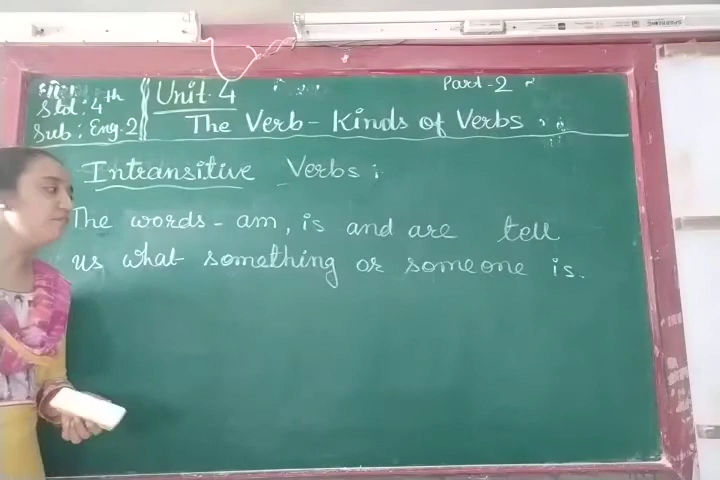 Std: 4th
Sub: Eng. 2
Unit. 4
Part-2
The Verb - Kinds of Verbs
Intransitive Verbs:
The words - am, is and are tell
us what something or someone is.